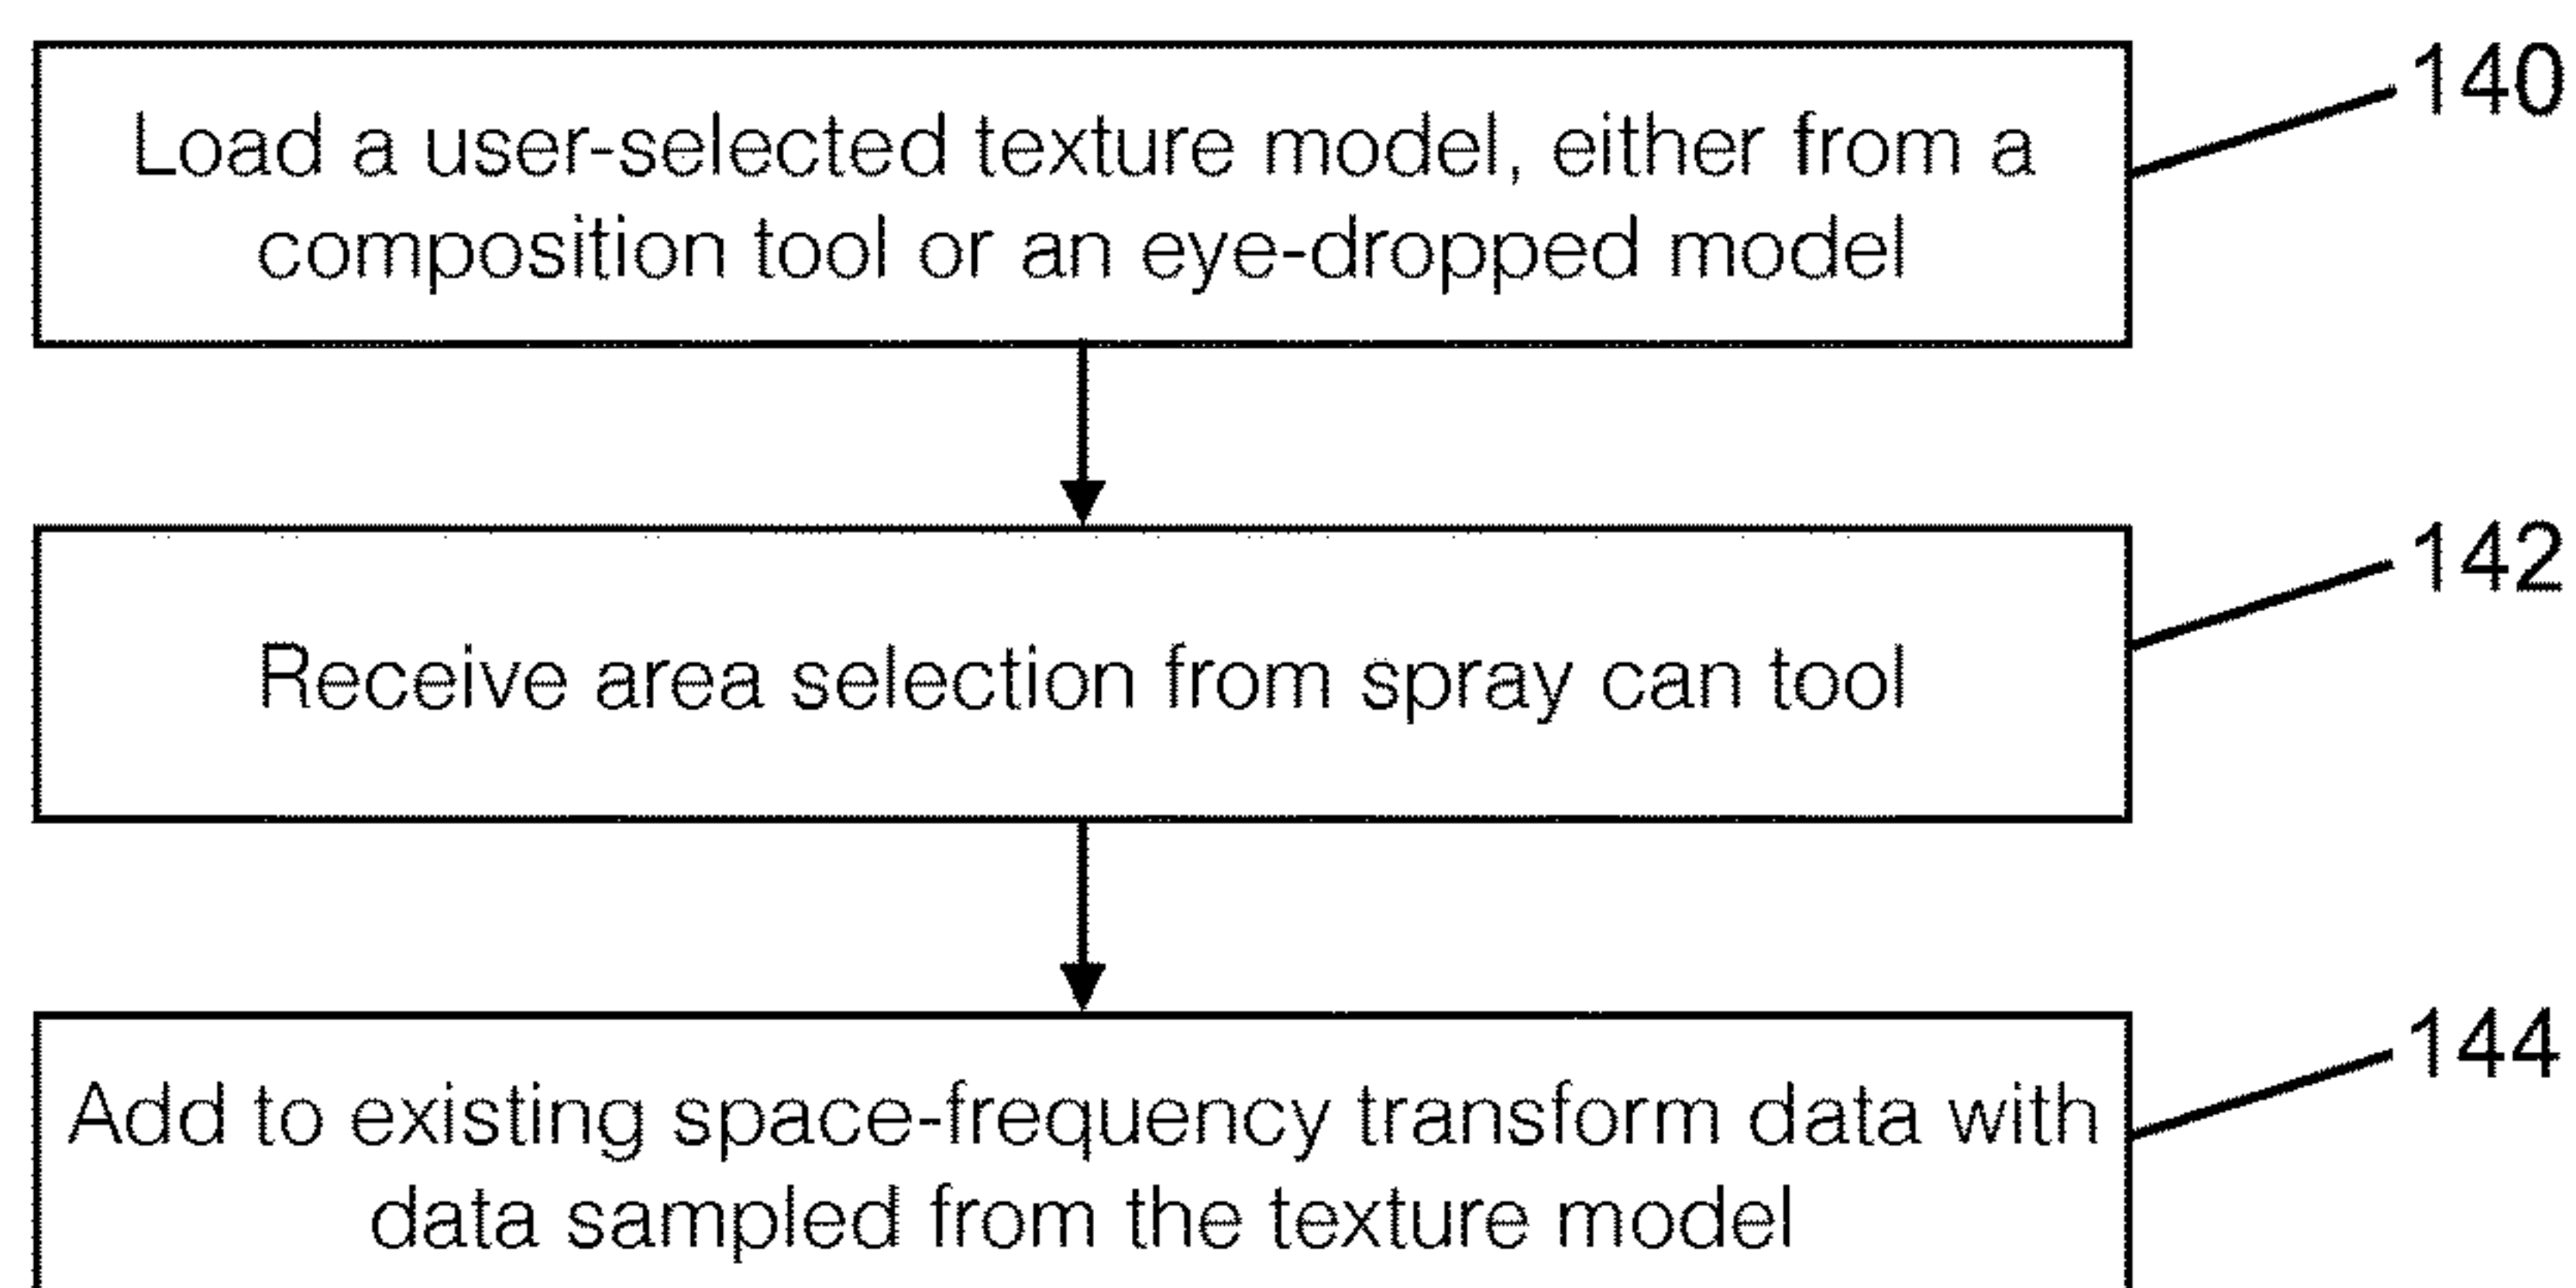 Load a user-selected texture model, either from a
composition tool or an eye-dropped model
140
Receive area selection from spray can tool
142
Add to existing space-frequency transform data with
data sampled from the texture model
144